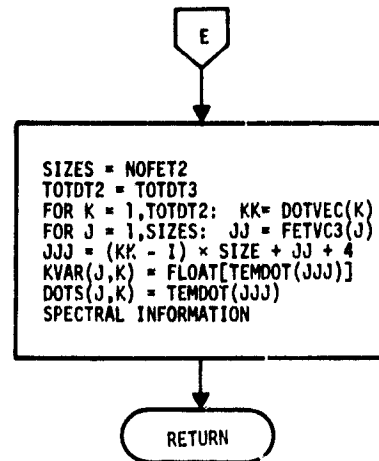 E
SIZES = NOFET2
TOTDT2 = TOTDT3
FOR K = 1,TOTDT2: KK= DOTVEC(K)
FOR J = 1,SIZES: JJ = FETVC3(J)
JJJ = (KK - I) × SIZE + JJ + 4
KVAR(J,K) = FLOAT[TEMDOT(JJJ)]
DOTS(J,K) = TEMDOT(JJJ)
SPECTRAL INFORMATION
RETURN